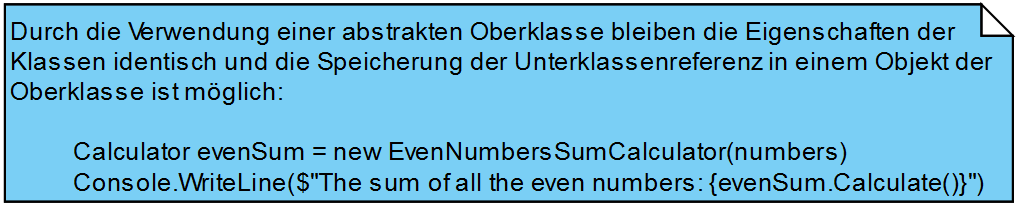 Durch die Verwendung einer abstrakten Oberklasse bleiben die Eigenschaften der
Klassen identisch und die Speicherung der Unterklassenreferenz in einem Objekt der
Oberklasse ist möglich:
Calculator evenSum = new EvenNumbersSumCalculator(numbers)
Console.WriteLine($"The sum of all the even numbers: {evenSum.Calculate()}")